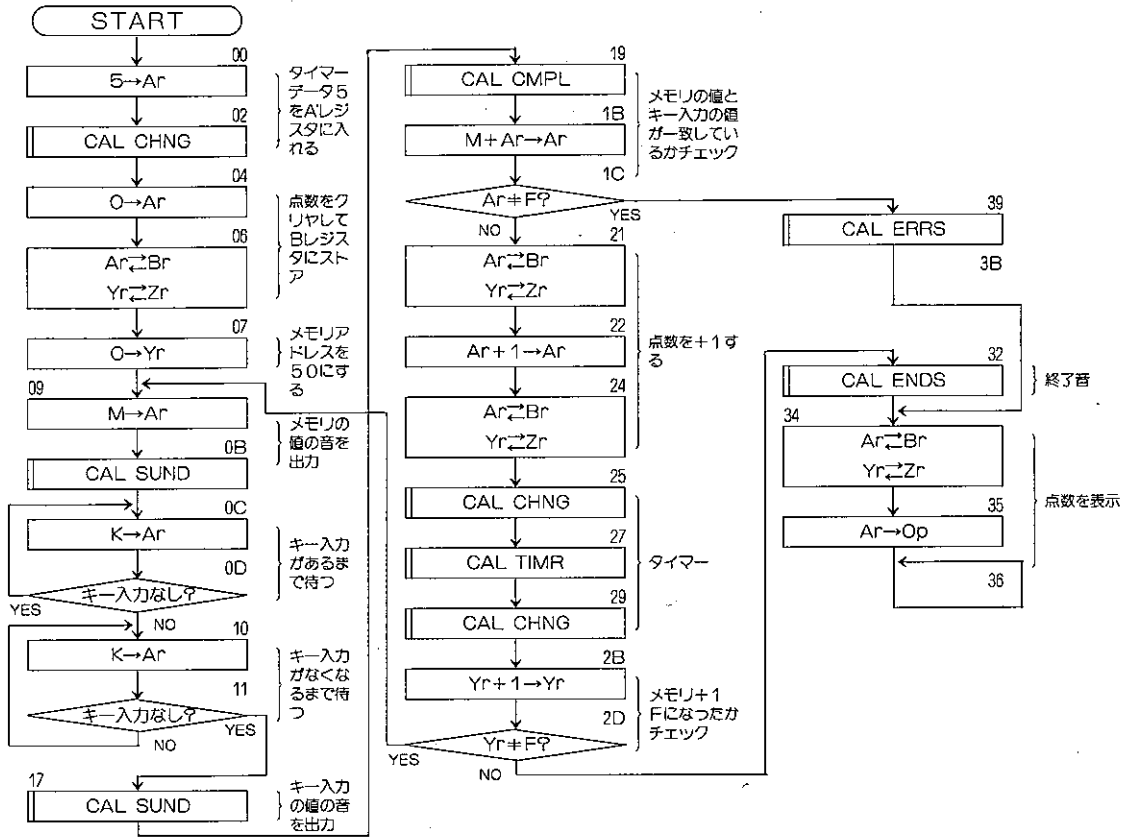 START
00
5→Ar
タイマー
データ5
をA'レジ
スタに入
れる
02
CAL CHNG
04
0→Ar
点数をク
リヤして
Bレジス
タにスト
ア
06
Ar⇄Br
Yr⇄Zr
07
0→Yr
メモリア
ドレスを
50にす
る
09
M→Ar
メモリの
値の音を
出力
0B
CAL SUND
0C
K→Ar
キー入力
があるま
で待つ
0D
キー入力なし?
YES
NO
10
K→Ar
キー入力
がなくな
るまで待
つ
11
キー入力なし?
YES
NO
17
CAL SUND
キー入力
の値の音
を出力
19
CAL CMPL
メモリの値と
キー入力の値
が一致してい
るかチェック
1B
M+Ar→Ar
1C
Ar≠F?
YES
NO
21
Ar⇄Br
Yr⇄Zr
22
Ar+1→Ar
点数を+1す
る
24
Ar⇄Br
Yr⇄Zr
25
CAL CHNG
27
CAL TIMR
タイマー
29
CAL CHNG
2B
Yr+1→Yr
メモリ+1
Fになったか
チェック
2D
Yr≠F?
YES
NO
39
CAL ERRS
3B
32
CAL ENDS
終了音
34
Ar⇄Br
Yr⇄Zr
35
Ar→Op
点数を表示
36